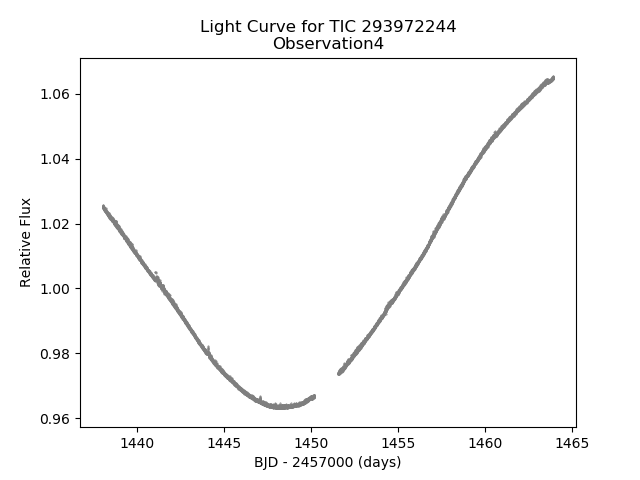 Light Curve for TIC 293972244
Observation4
1.06
1.04
1.02
1.00
0.98
0.96
Relative Flux
1440 1445 1450 1455 1460 1465
BJD - 2457000 (days)